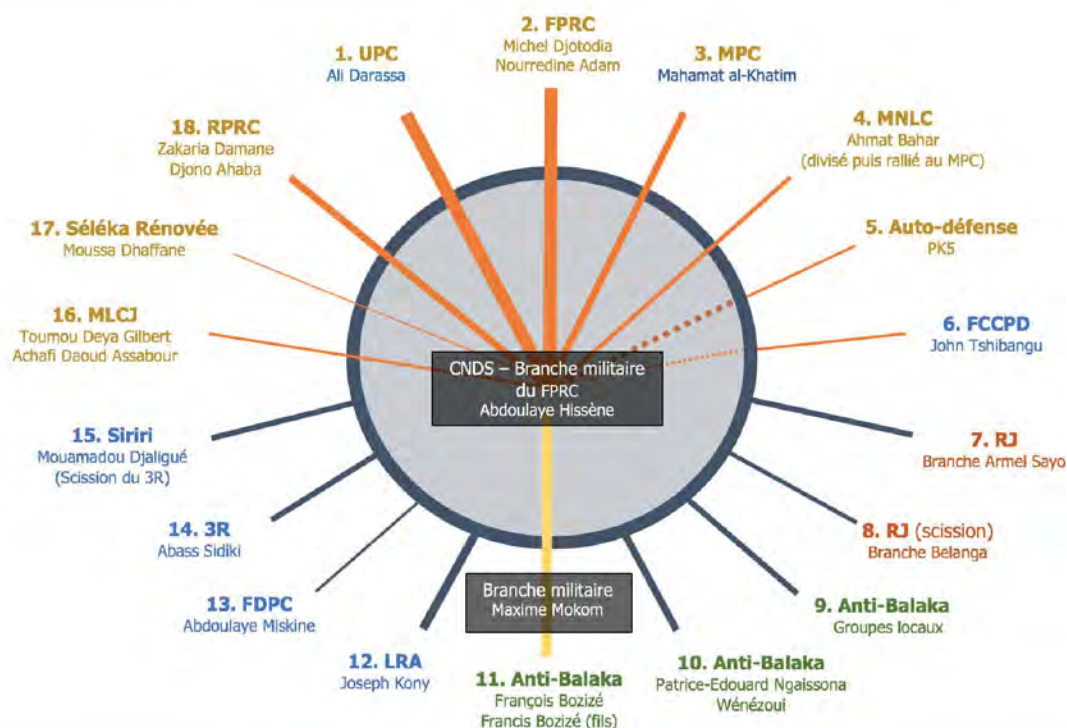 1. UPC
Ali Darassa
2. FPRC
Michel Djotodia
Nourredine Adam
3. MPC
Mahamat al-Khatim
4. MNLC
Ahmat Bahar
(divisé puis rallié au MPC)
5. Auto-défense
PK5
6. FCCPD
John Tshibangu
7. RJ
Branche Armel Sayo
8. RJ (scission)
Branche Belanga
9. Anti-Balaka
Groupes locaux
10. Anti-Balaka
Patrice-Edouard Ngaissona
Wénézoui
11. Anti-Balaka
François Bozizé
Francis Bozizé (fils)
12. LRA
Joseph Kony
13. FDPC
Abdoulaye Miskine
14. 3R
Abass Sidiki
15. Siriri
Mouamadou Djaligué
(Scission du 3R)
16. MLCJ
Toumou Deya Gilbert
Achafi Daoud Assabour
17. Séléka Rénovée
Moussa Dhaffane
18. RPRC
Zakaria Damane
Djono Ahaba
CNDS – Branche militaire
du FPRC
Abdoulaye Hissène
Branche militaire
Maxime Mokom